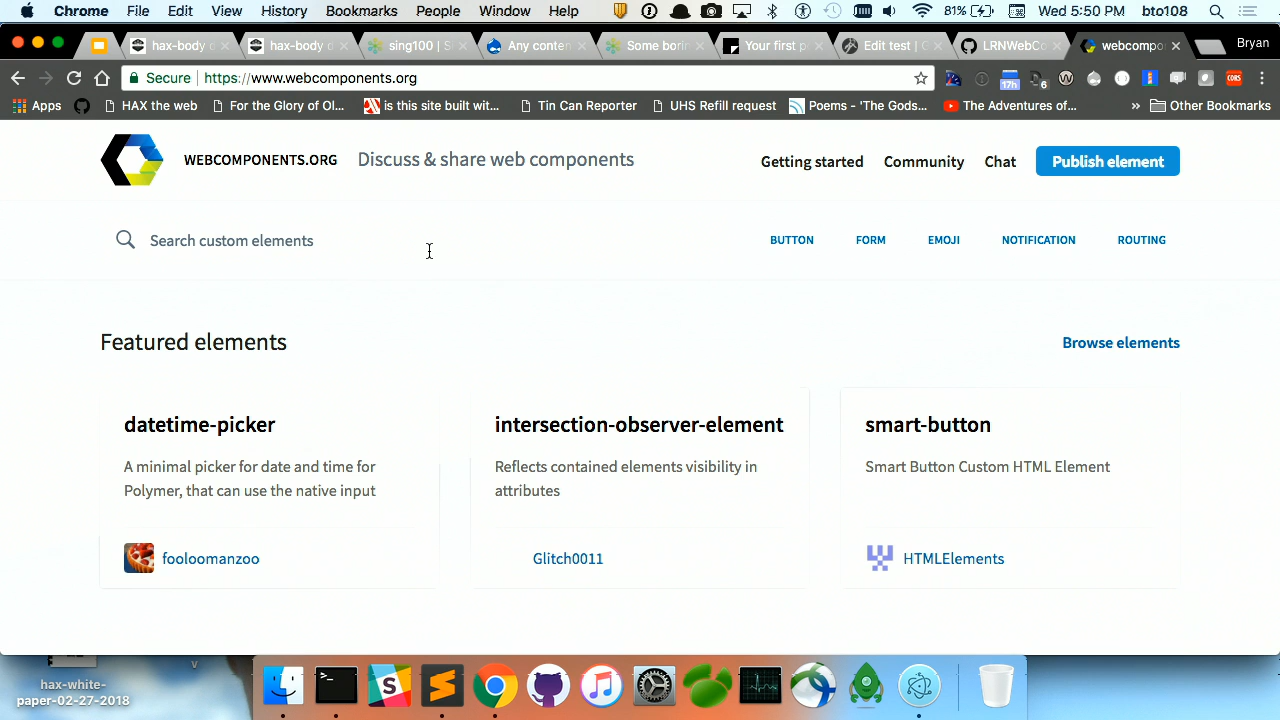 Chrome File Edit View History Bookmarks People Window Help 81% Wed 5:50 PM bto108
hax-body d hax-body d sing100 | S Any conten Some borin Your first p Edit test | G LRNWebCo webcompo Bryan
Secure https://www.webcomponents.org 17h 6 CORS
Apps HAX the web For the Glory of Ol... is this site built wit... Tin Can Reporter UHS Refill request Poems - 'The Gods... The Adventures of... » Other Bookmarks
WEBCOMPONENTS.ORG Discuss & share web components Getting started Community Chat Publish element
Search custom elements BUTTON FORM EMOJI NOTIFICATION ROUTING
Featured elements Browse elements
datetime-picker intersection-observer-element smart-button
A minimal picker for date and time for Reflects contained elements visibility in Smart Button Custom HTML Element
Polymer, that can use the native input attributes
fooloomanzoo Glitch0011 HTMLElements
hax-white-
paper-02-27-2018